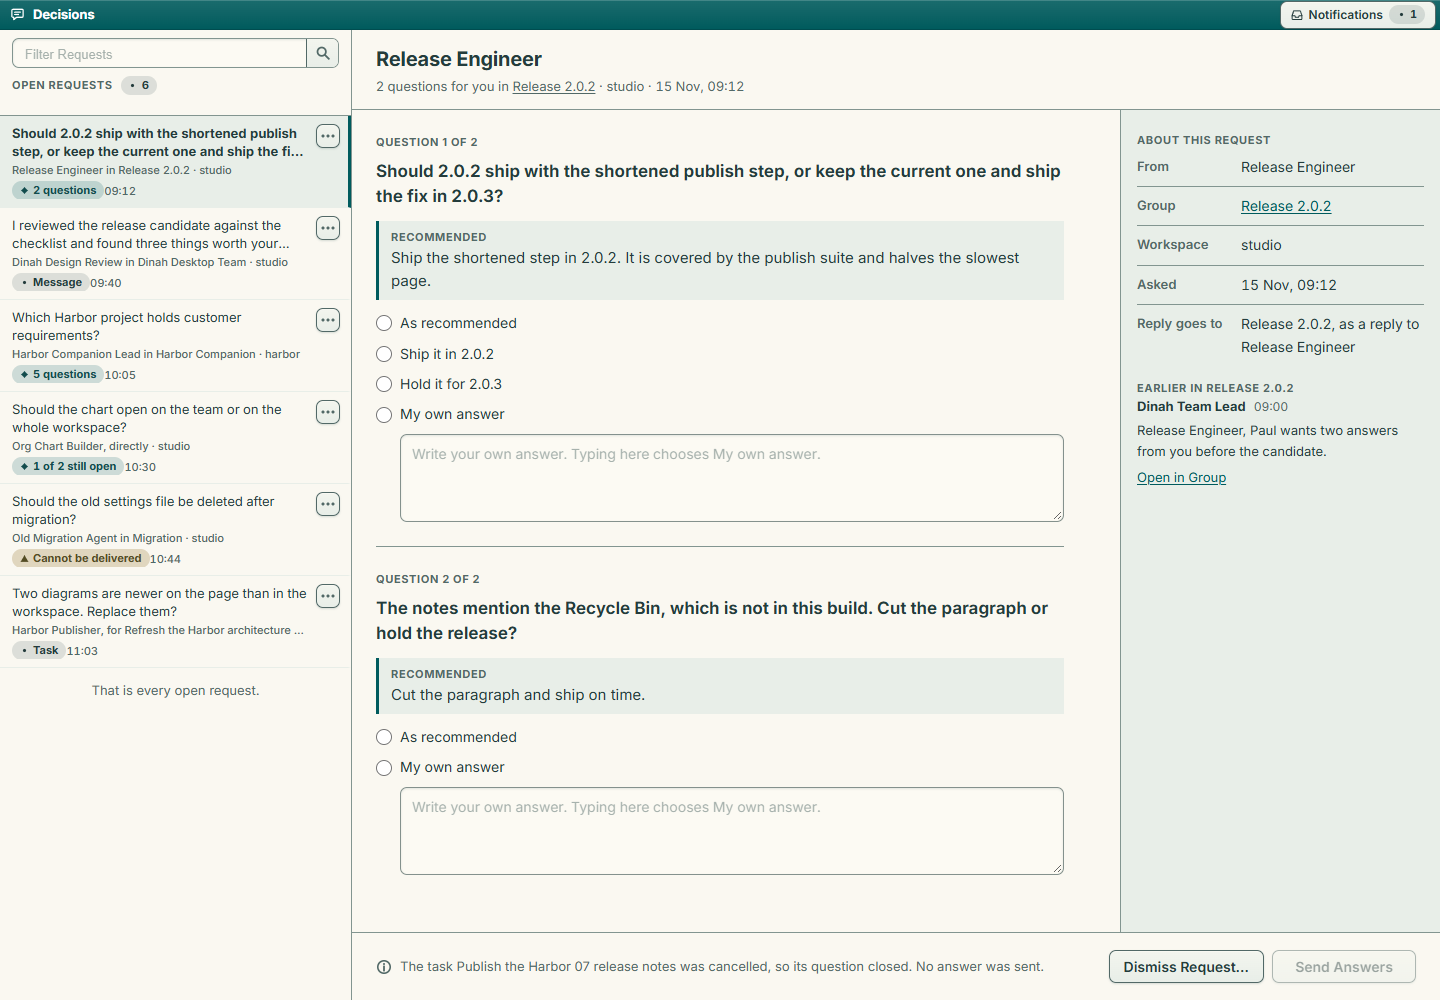 Decisions
Notifications • 1
Filter Requests
OPEN REQUESTS • 6
Should 2.0.2 ship with the shortened publish
step, or keep the current one and ship the fi...
Release Engineer in Release 2.0.2 · studio
2 questions 09:12
I reviewed the release candidate against the
checklist and found three things worth your...
Dinah Design Review in Dinah Desktop Team · studio
• Message 09:40
Which Harbor project holds customer
requirements?
Harbor Companion Lead in Harbor Companion · harbor
5 questions 10:05
Should the chart open on the team or on the
whole workspace?
Org Chart Builder, directly · studio
1 of 2 still open 10:30
Should the old settings file be deleted after
migration?
Old Migration Agent in Migration · studio
Cannot be delivered 10:44
Two diagrams are newer on the page than in the
workspace. Replace them?
Harbor Publisher, for Refresh the Harbor architecture ...
• Task 11:03
That is every open request.
Release Engineer
2 questions for you in Release 2.0.2 · studio · 15 Nov, 09:12
QUESTION 1 OF 2
Should 2.0.2 ship with the shortened publish step, or keep the current one and ship
the fix in 2.0.3?
RECOMMENDED
Ship the shortened step in 2.0.2. It is covered by the publish suite and halves the slowest
page.
As recommended
Ship it in 2.0.2
Hold it for 2.0.3
My own answer
Write your own answer. Typing here chooses My own answer.
QUESTION 2 OF 2
The notes mention the Recycle Bin, which is not in this build. Cut the paragraph or
hold the release?
RECOMMENDED
Cut the paragraph and ship on time.
As recommended
My own answer
Write your own answer. Typing here chooses My own answer.
ABOUT THIS REQUEST
From Release Engineer
Group Release 2.0.2
Workspace studio
Asked 15 Nov, 09:12
Reply goes to Release 2.0.2, as a reply to
Release Engineer
EARLIER IN RELEASE 2.0.2
Dinah Team Lead 09:00
Release Engineer, Paul wants two answers
from you before the candidate.
Open in Group
The task Publish the Harbor 07 release notes was cancelled, so its question closed. No answer was sent.
Dismiss Request...
Send Answers